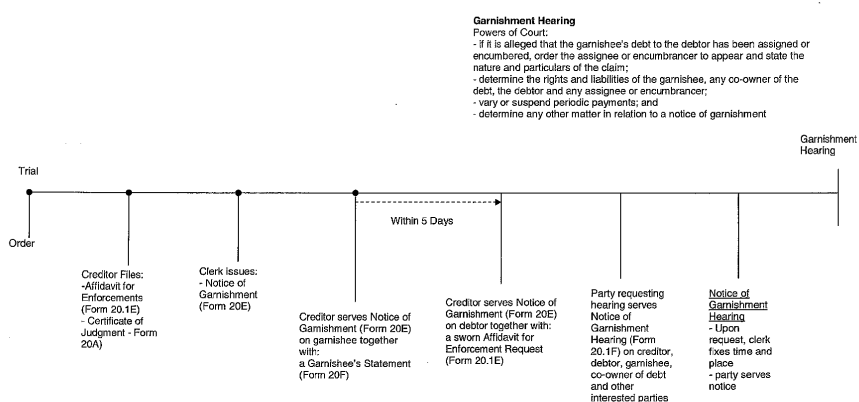 Garnishment Hearing
Powers of Court:
- if it is alleged that the garnishee's debt to the debtor has been assigned or
encumbered, order the assignee or encumbrancer to appear and state the
nature and particulars of the claim;
- determine the rights and liabilities of the garnishee, any co-owner of the
debt, the debtor and any assignee or encumbrancer;
- vary or suspend periodic payments; and
- determine any other matter in relation to a notice of garnishment
Garnishment
Hearing
Trial
Within 5 Days
Order
Creditor Files:
-Affidavit for
Enforcements
(Form 20.1E)
- Certificate of
Judgment - Form
20A)
Clerk issues:
- Notice of
Garnishment
(Form 20E)
Creditor serves Notice of
Garnishment (Form 20E)
on garnishee together
with:
a Garnishee's Statement
(Form 20F)
Creditor serves Notice of
Garnishment (Form 20E)
on debtor together with:
a sworn Affidavit for
Enforcement Request
(Form 20.1E)
Party requesting
hearing serves
Notice of
Garnishment
Hearing (Form
20.1F) on creditor,
debtor, garnishee,
co-owner of debt
and other
interested parties
Notice of
Garnishment
Hearing
- Upon
request, clerk
fixes time and
place
- party serves
notice